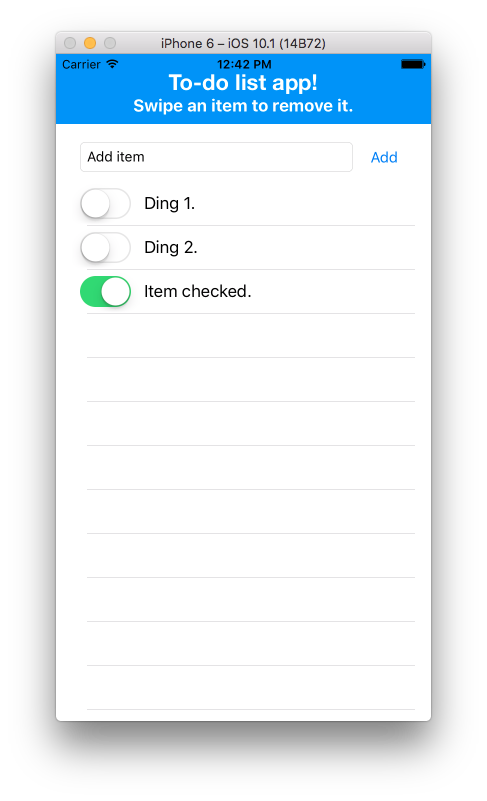 iPhone 6 – iOS 10.1 (14B72)
Carrier 12:42 PM
To-do list app!
Swipe an item to remove it.
Add item Add
Ding 1.
Ding 2.
Item checked.